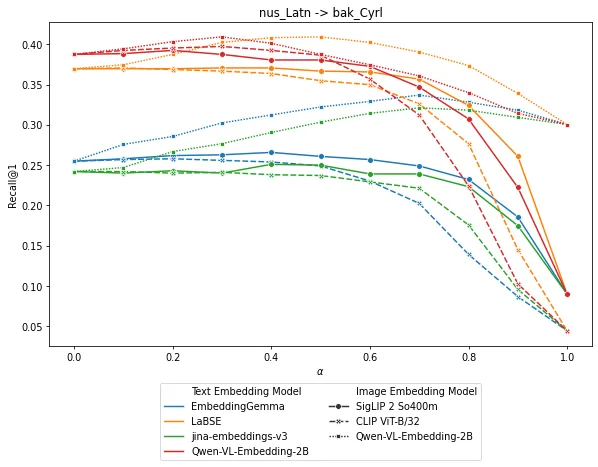 nus_Latn -> bak_Cyrl
Recall@1
0.40
0.35
0.30
0.25
0.20
0.15
0.10
0.05
0.0
0.2
0.4
0.6
0.8
1.0
α
Text Embedding Model
EmbeddingGemma
LaBSE
jina-embeddings-v3
Qwen-VL-Embedding-2B
Image Embedding Model
SigLIP 2 So400m
CLIP ViT-B/32
Qwen-VL-Embedding-2B